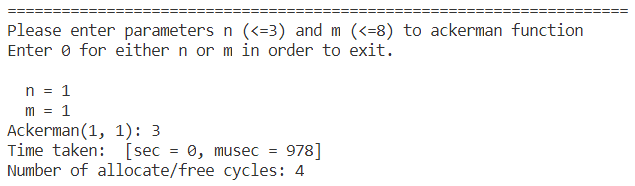 ===============================================================================
Please enter parameters n (<=3) and m (<=8) to ackerman function
Enter 0 for either n or m in order to exit.
n = 1
m = 1
Ackerman(1, 1): 3
Time taken:  [sec = 0, musec = 978]
Number of allocate/free cycles: 4